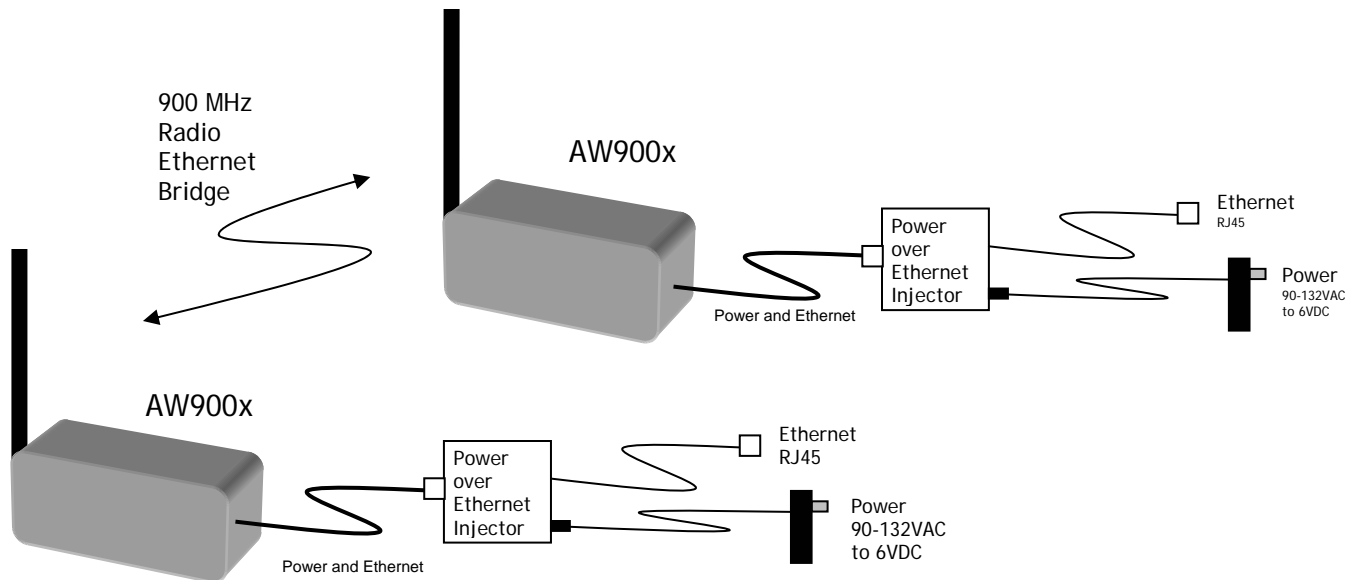 900 MHz
Radio
Ethernet
Bridge
AW900x
Power
over
Ethernet
Injector
Ethernet
RJ45
Power
90-132VAC
to 6VDC
Power and Ethernet
AW900x
Power
over
Ethernet
Injector
Ethernet
RJ45
Power
90-132VAC
to 6VDC
Power and Ethernet